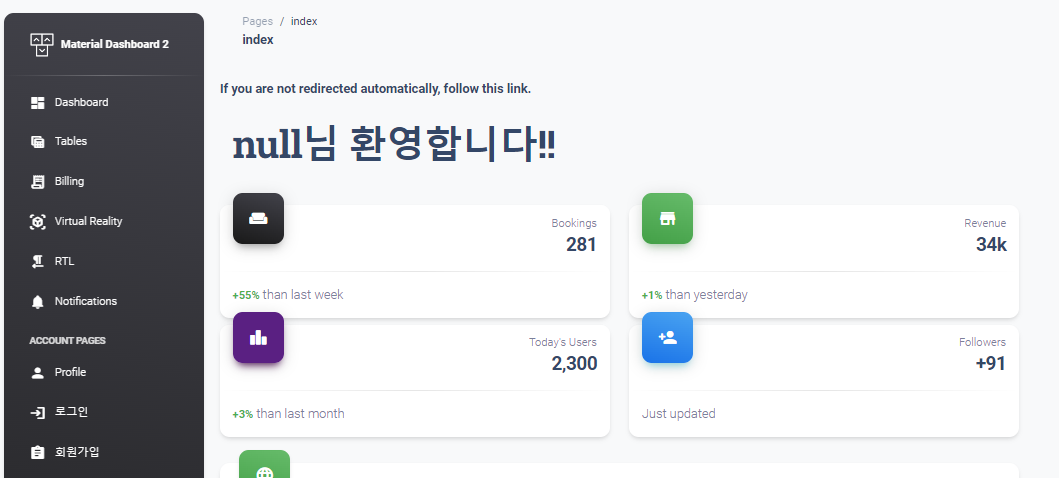 Material Dashboard 2
Dashboard
Tables
Billing
Virtual Reality
RTL
Notifications
ACCOUNT PAGES
Profile
로그인
회원가입
Pages / index
index
If you are not redirected automatically, follow this link.
null님 환영합니다!!
Bookings
281
+55% than last week
Revenue
34k
+1% than yesterday
Today's Users
2,300
+3% than last month
Followers
+91
Just updated